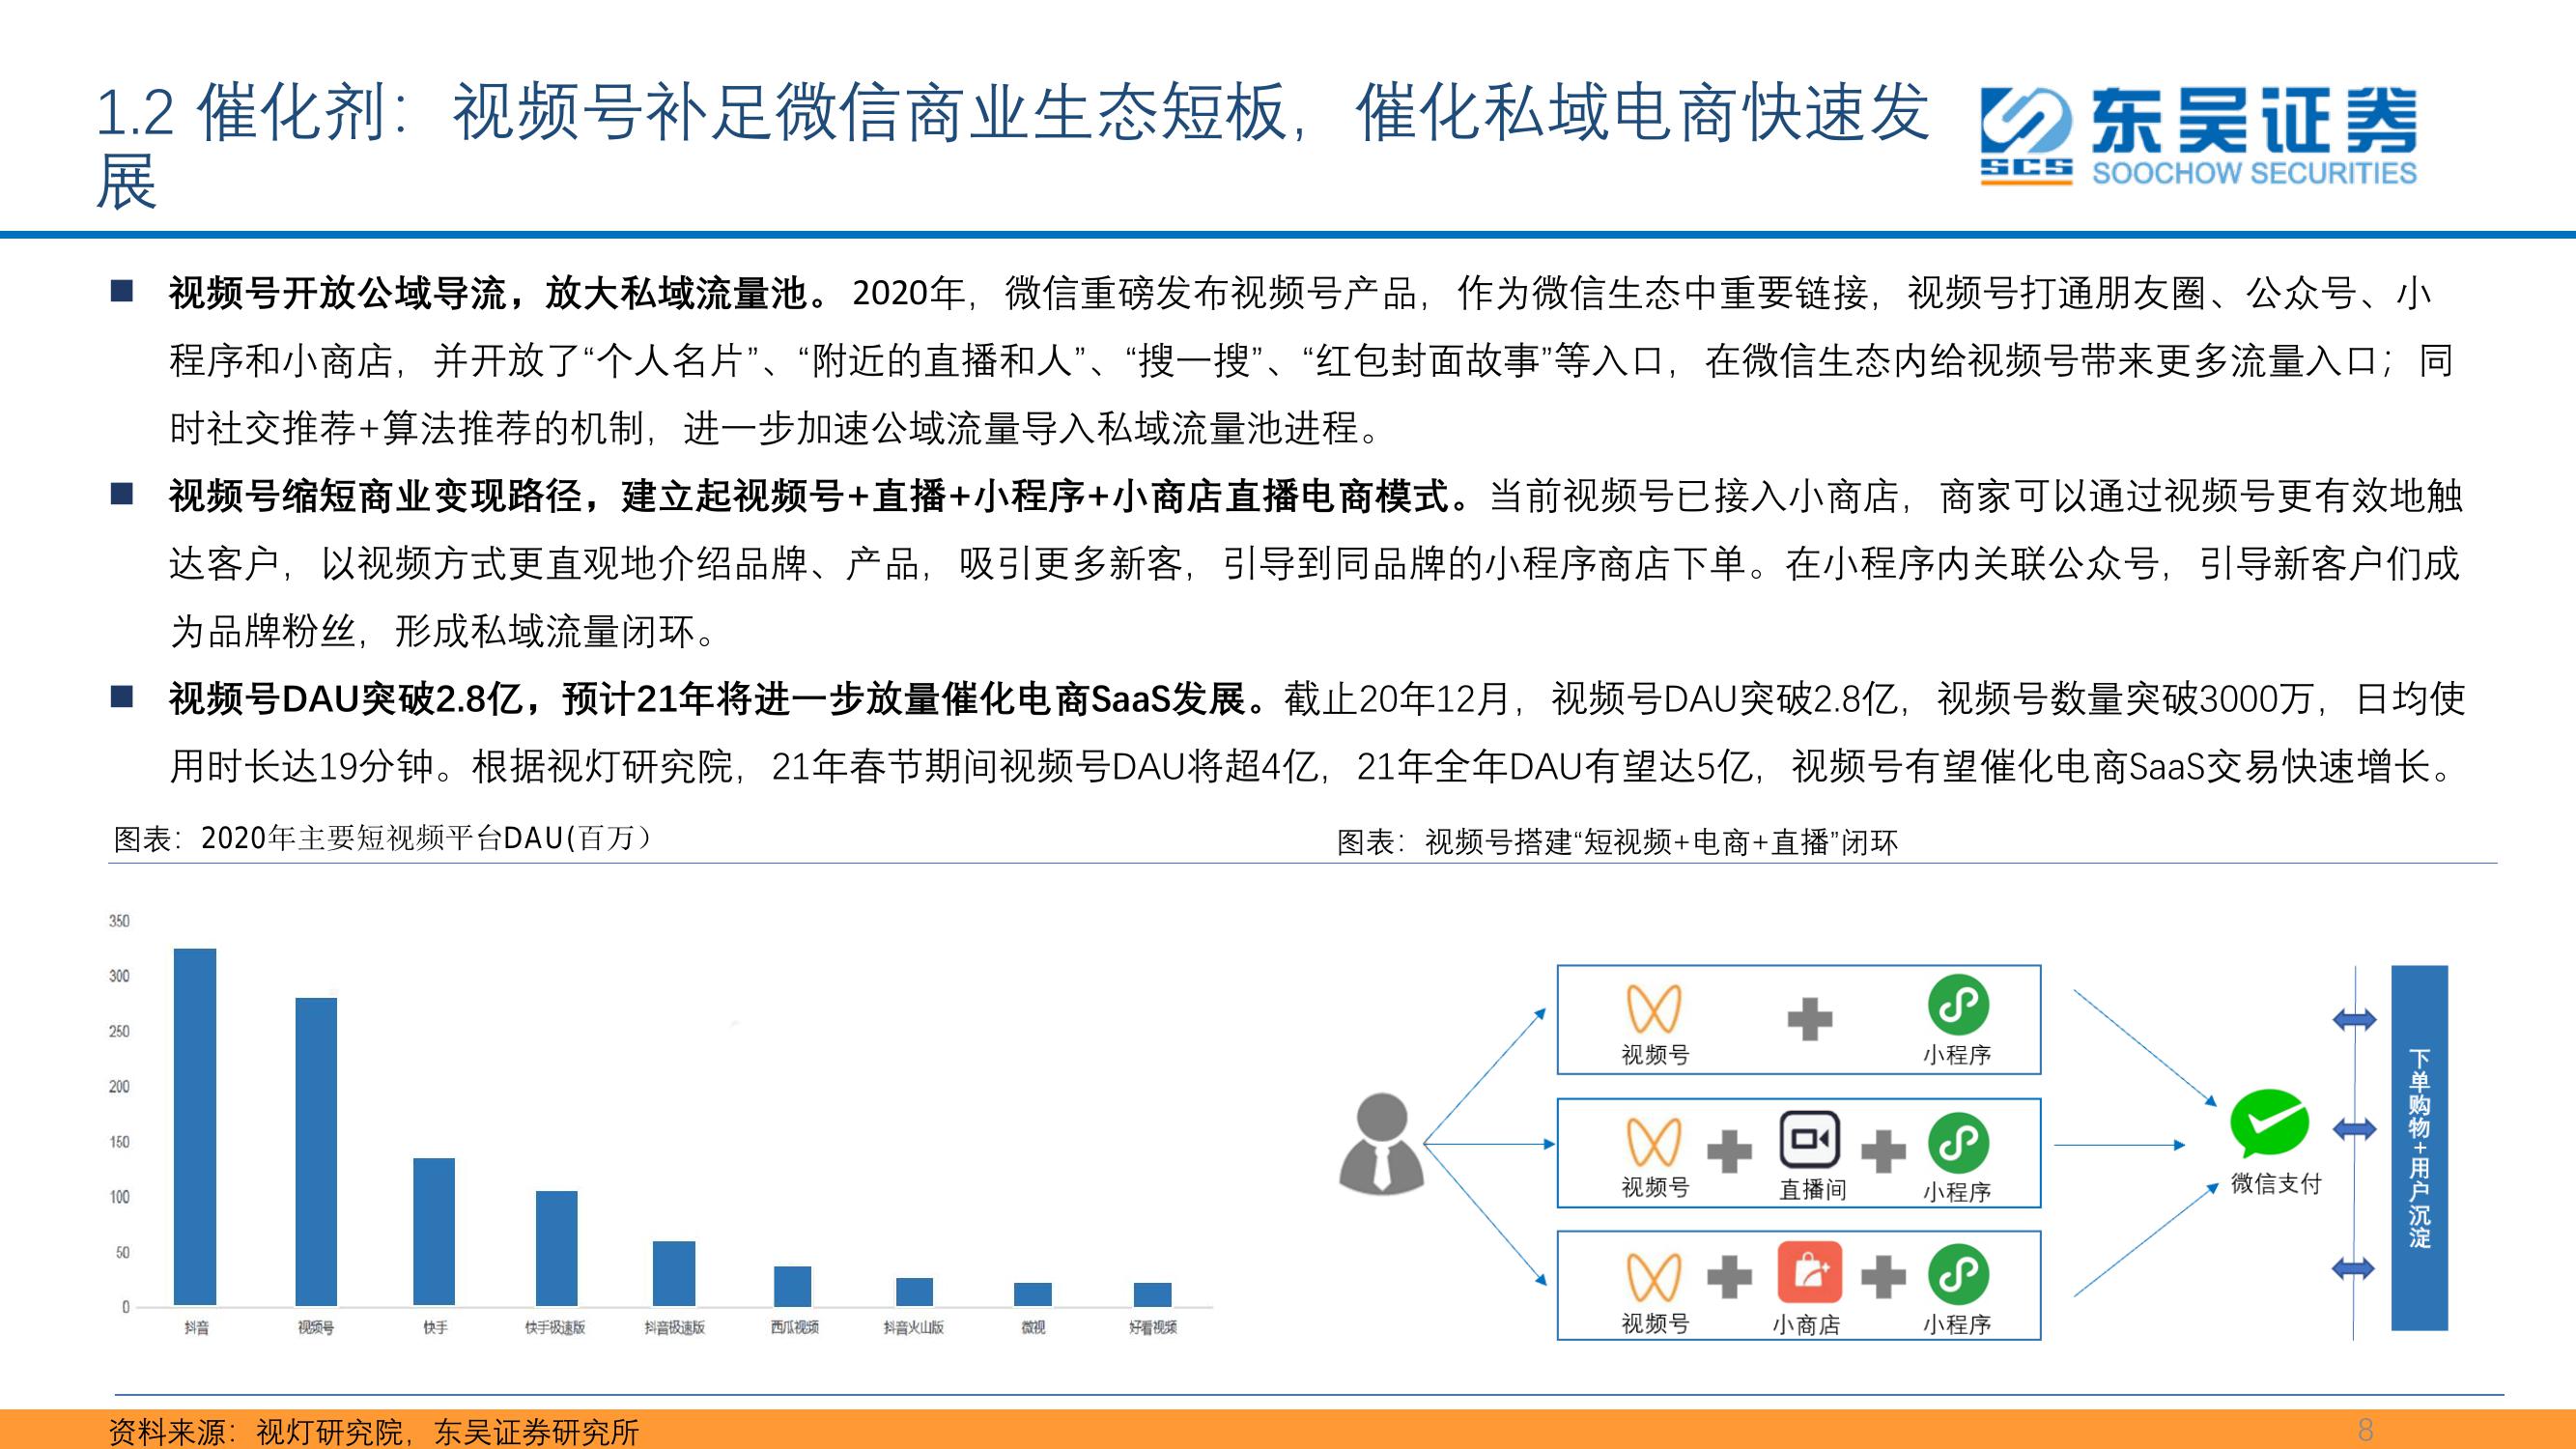 1.2 催化剂：视频号补足微信商业生态短板，催化私域电商快速发
展
东吴证券
SCS
SOOCHOW SECURITIES
■ 视频号开放公域导流，放大私域流量池。2020年，微信重磅发布视频号产品，作为微信生态中重要链接，视频号打通朋友圈、公众号、小
程序和小商店，并开放了“个人名片”、“附近的直播和人”、“搜一搜”、“红包封面故事”等入口，在微信生态内给视频号带来更多流量入口；同
时社交推荐+算法推荐的机制，进一步加速公域流量导入私域流量池进程。
■ 视频号缩短商业变现路径，建立起视频号+直播+小程序+小商店直播电商模式。当前视频号已接入小商店，商家可以通过视频号更有效地触
达客户，以视频方式更直观地介绍品牌、产品，吸引更多新客，引导到同品牌的小程序商店下单。在小程序内关联公众号，引导新客户们成
为品牌粉丝，形成私域流量闭环。
■ 视频号DAU突破2.8亿，预计21年将进一步放量催化电商SaaS发展。截止20年12月，视频号DAU突破2.8亿，视频号数量突破3000万，日均使
用时长达19分钟。根据视灯研究院，21年春节期间视频号DAU将超4亿，21年全年DAU有望达5亿，视频号有望催化电商SaaS交易快速增长。
图表：2020年主要短视频平台DAU(百万）
350
300
250
200
150
100
50
0
抖音 视频号 快手 快手极速版 抖音极速版 西瓜视频 抖音火山版 微视 好看视频
图表：视频号搭建“短视频+电商+直播”闭环
视频号 小程序
视频号 直播间 小程序
视频号 小商店 小程序
微信支付
下单购物+用户沉淀
资料来源：视灯研究院，东吴证券研究所
8